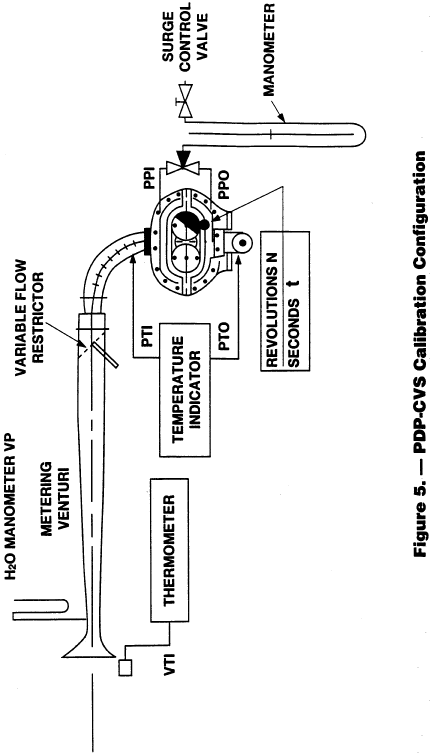 SURGE
CONTROL
VALVE
MANOMETER
PPI
PPO
VARIABLE FLOW
RESTRICTOR
PTI
PTO
TEMPERATURE
INDICATOR
REVOLUTIONS N
SECONDS t
H2O MANOMETER VP
METERING
VENTURI
THERMOMETER
VTI
Figure 5. — PDP-CVS Calibration Configuration